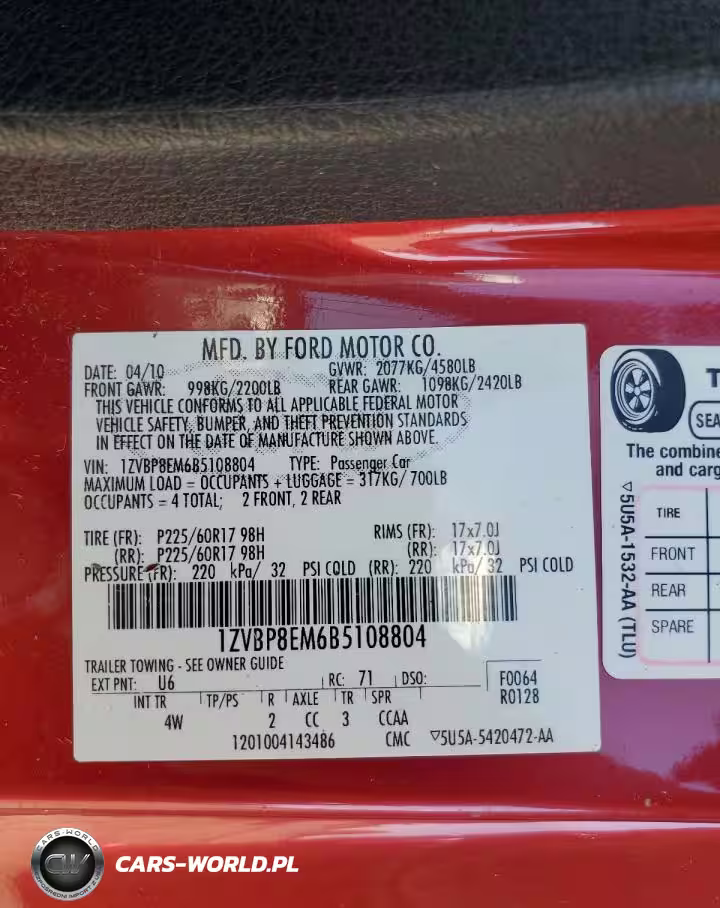 MFD. BY FORD MOTOR CO.
DATE: 04/10 GVWR: 2077KG/4580LB
FRONT GAWR: 998KG/2200LB REAR GAWR: 1098KG/2420LB
THIS VEHICLE CONFORMS TO ALL APPLICABLE FEDERAL MOTOR
VEHICLE SAFETY, BUMPER, AND THEFT PREVENTION STANDARDS
IN EFFECT ON THE DATE OF MANUFACTURE SHOWN ABOVE.
VIN: 1ZVBP8EM6B5108804 TYPE: Passenger Car
MAXIMUM LOAD = OCCUPANTS + LUGGAGE = 317KG/ 700LB
OCCUPANTS = 4 TOTAL; 2 FRONT, 2 REAR
TIRE (FR): P225/60R17 98H RIMS (FR): 17x7.0J
(RR): P225/60R17 98H (RR): 17x7.0J
PRESSURE (FR): 220 kPa/ 32 PSI COLD (RR): 220 kPa/ 32 PSI COLD
1ZVBP8EM6B5108804
TRAILER TOWING - SEE OWNER GUIDE
EXT PNT: U6 RC: 71 DSO: F0064
INT TR TP/PS R AXLE TR SPR R0128
4W 2 CC 3 CCAA
1201004143486 CMC ▽5U5A-5420472-AA
T
SEA
The combine
and carg
TIRE
FRONT
REAR
SPARE
▽5U5A-1532-AA (TLU)
CARS-WORLD
CW
CARS-WORLD.PL